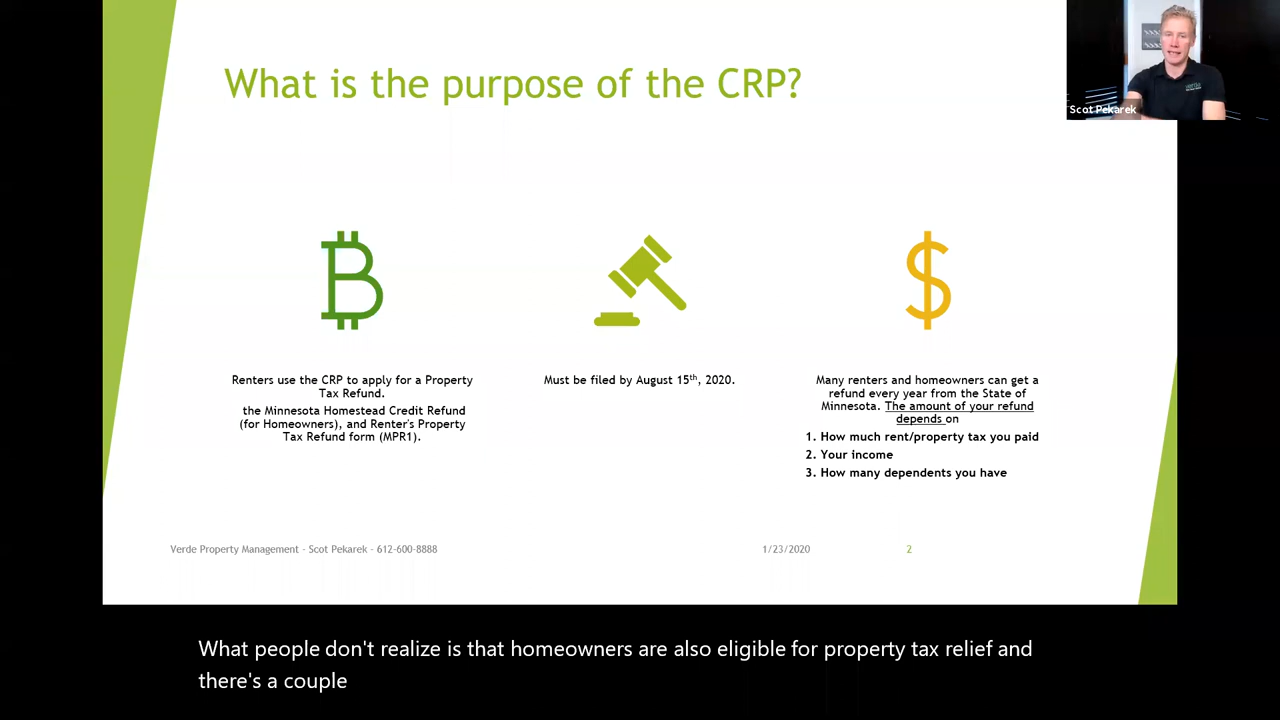 What is the purpose of the CRP?
Scot Pekarek
Renters use the CRP to apply for a Property
Tax Refund.
the Minnesota Homestead Credit Refund
(for Homeowners), and Renter's Property
Tax Refund form (MPR1).
Must be filed by August 15th, 2020.
Many renters and homeowners can get a
refund every year from the State of
Minnesota. The amount of your refund
depends on
1. How much rent/property tax you paid
2. Your income
3. How many dependents you have
Verde Property Management - Scot Pekarek - 612-600-8888
1/23/2020
2
What people don't realize is that homeowners are also eligible for property tax relief and
there's a couple